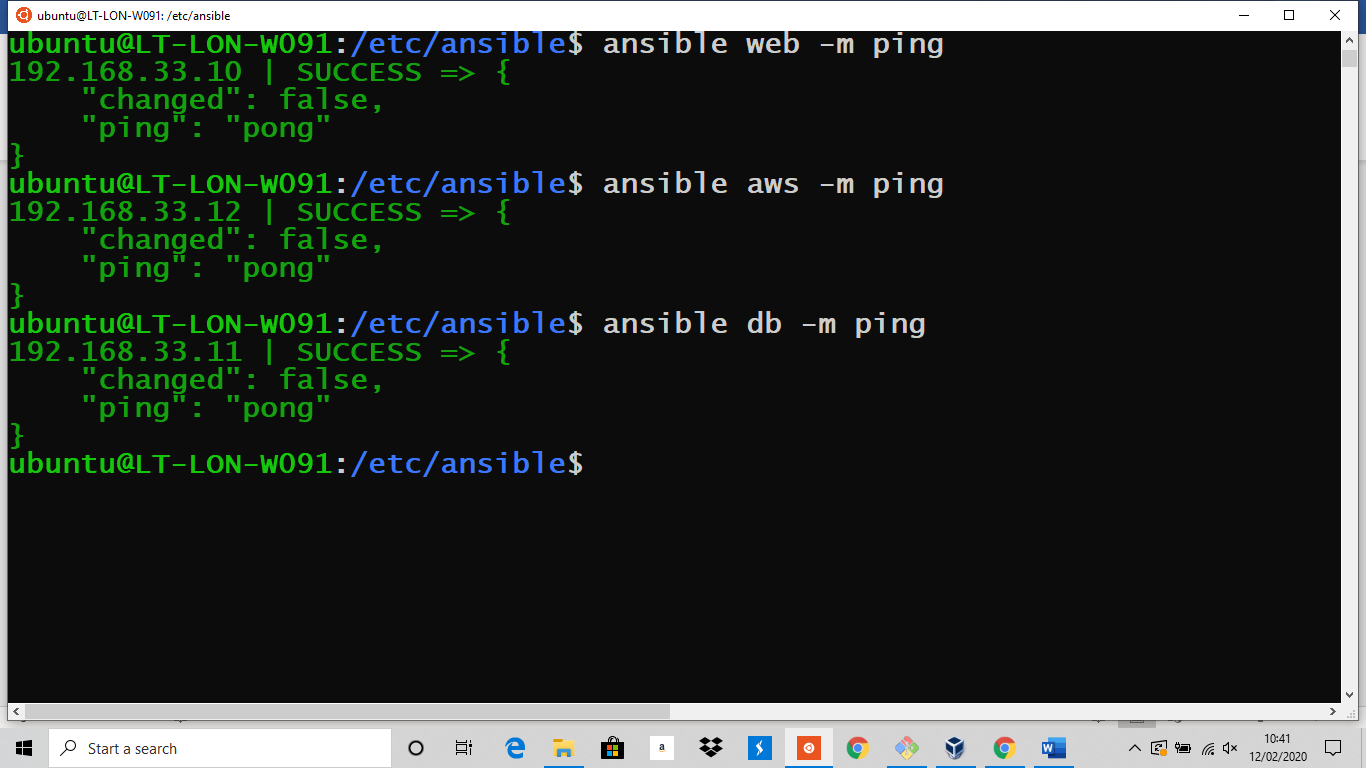 ubuntu@LT-LON-W091: /etc/ansible
ubuntu@LT-LON-W091:/etc/ansible$ ansible web -m ping
192.168.33.10 | SUCCESS => {
    "changed": false,
    "ping": "pong"
}
ubuntu@LT-LON-W091:/etc/ansible$ ansible aws -m ping
192.168.33.12 | SUCCESS => {
    "changed": false,
    "ping": "pong"
}
ubuntu@LT-LON-W091:/etc/ansible$ ansible db -m ping
192.168.33.11 | SUCCESS => {
    "changed": false,
    "ping": "pong"
}
ubuntu@LT-LON-W091:/etc/ansible$
Start a search
a
10:41
12/02/2020